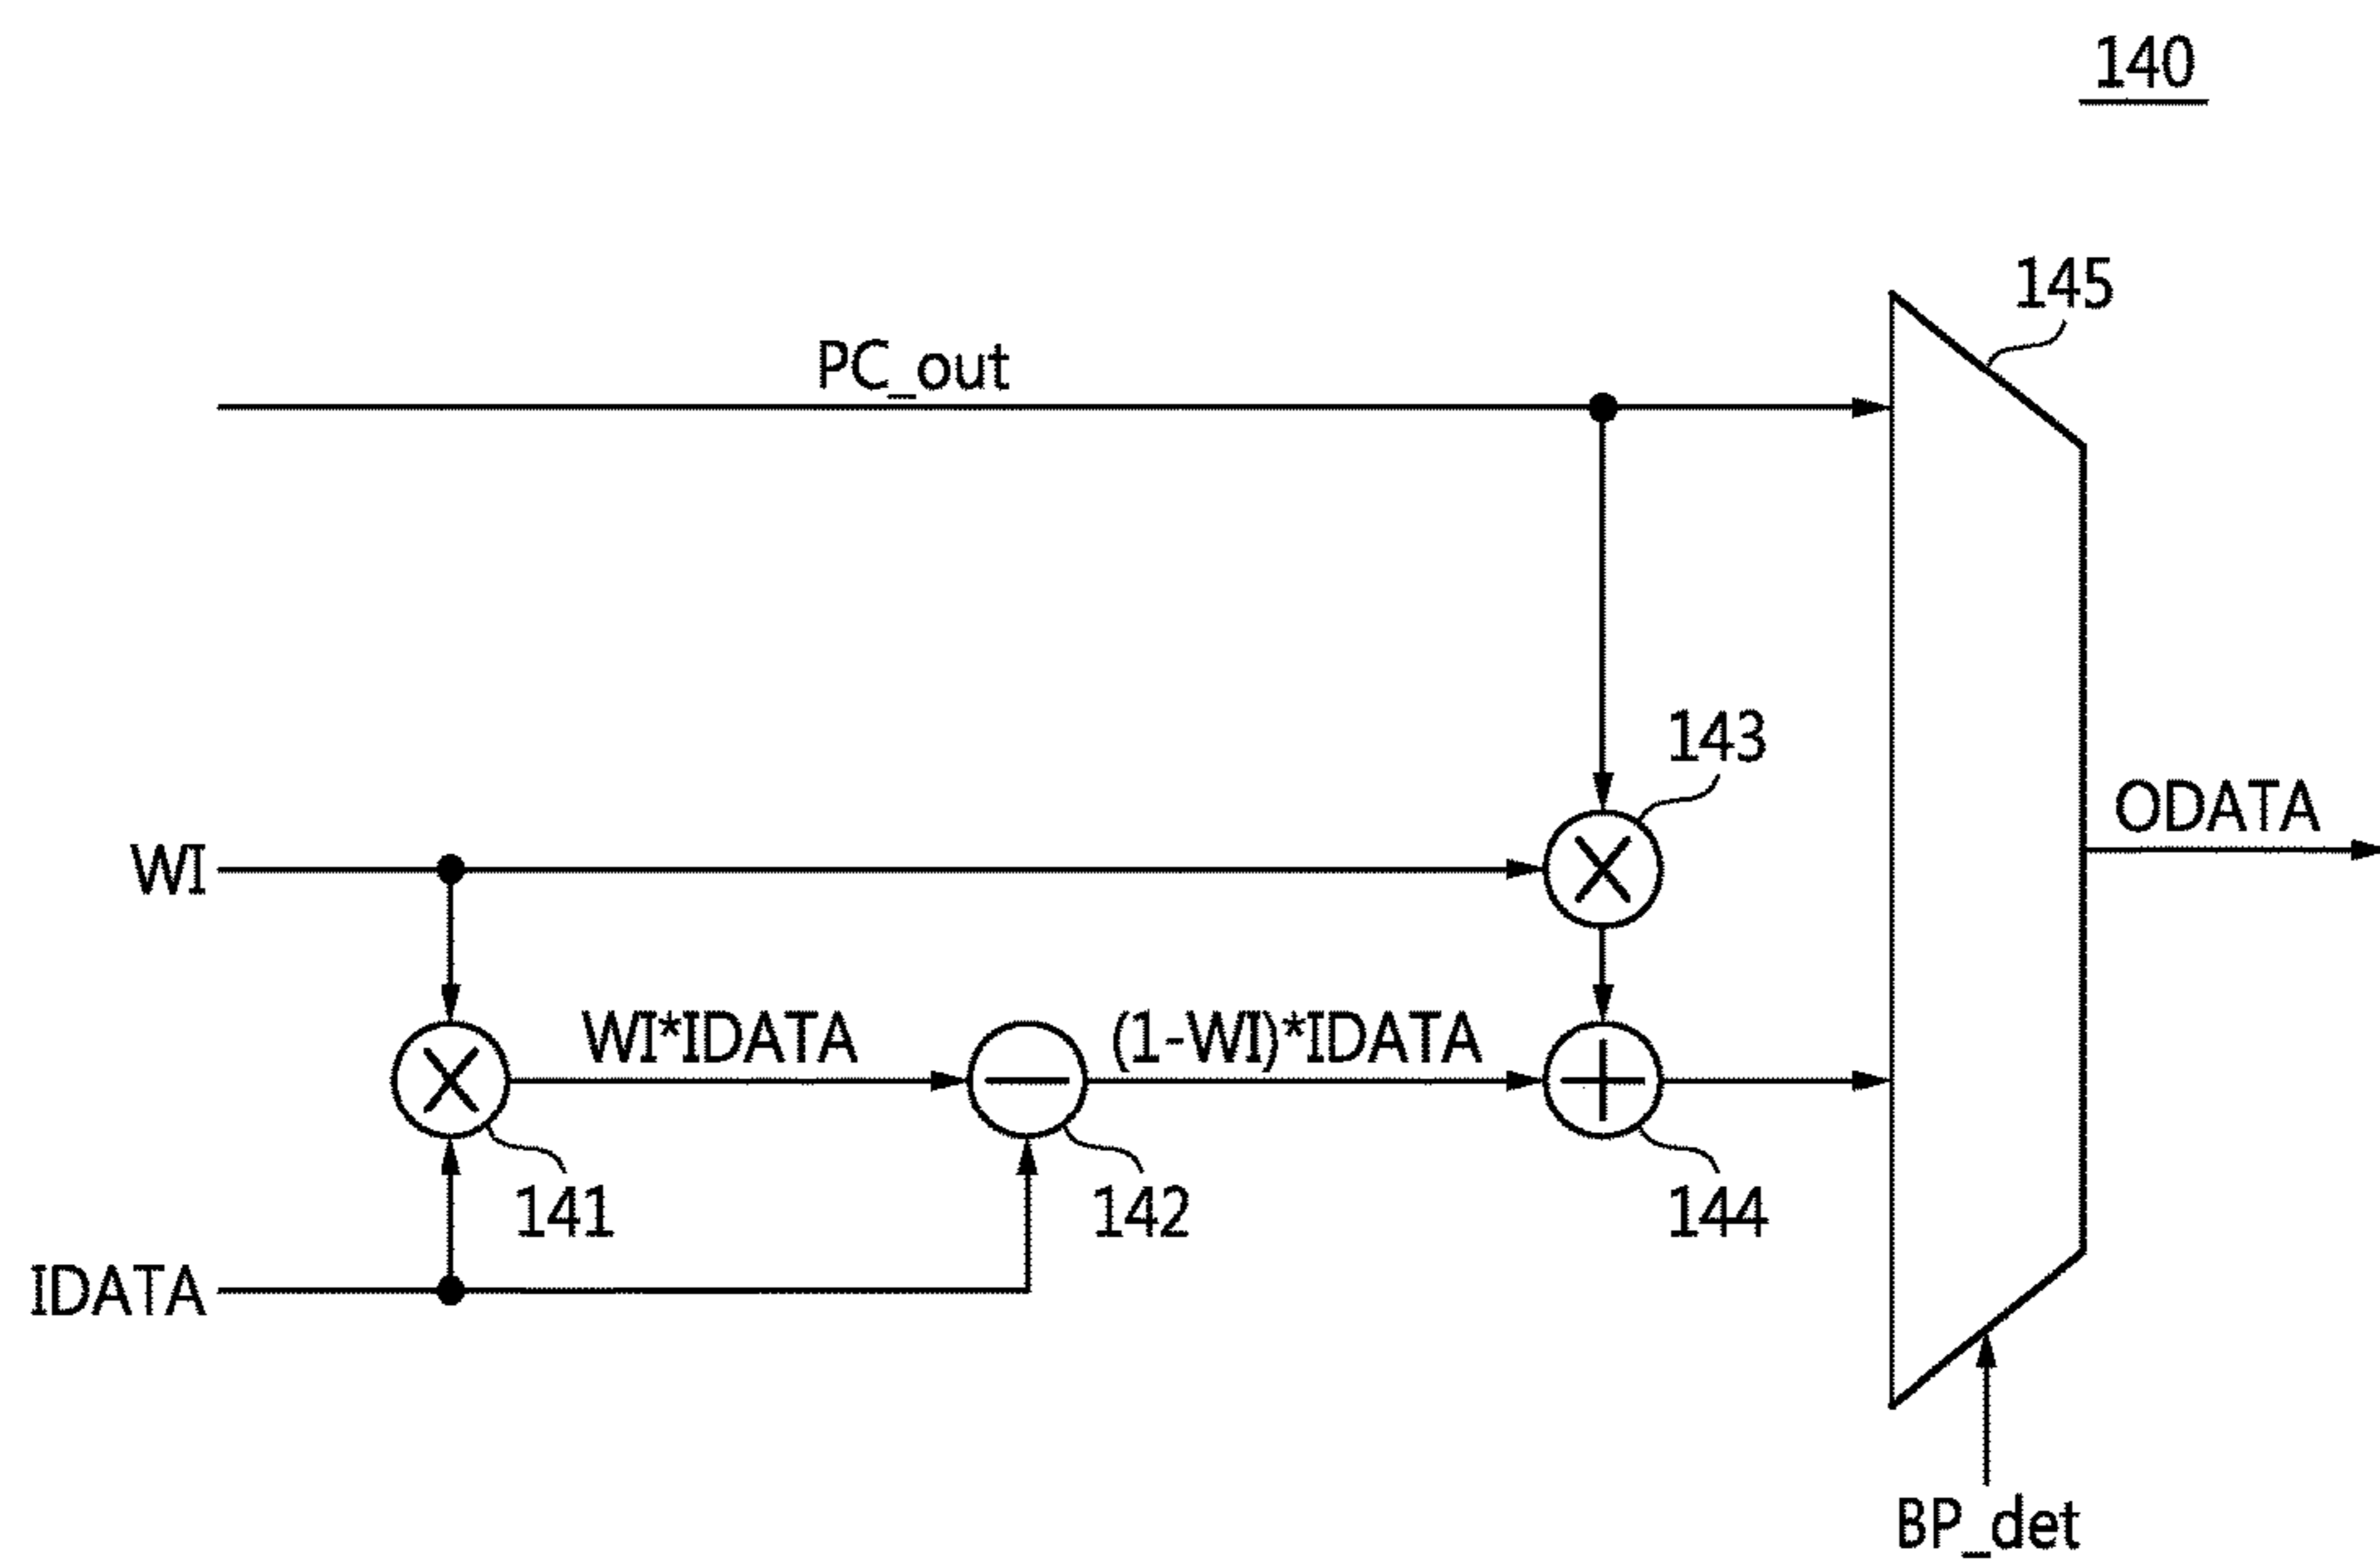 140
145
PC_out
143
ODATA
WI
WI*IDATA
(1-WI)*IDATA
141
142
144
IDATA
BP_det